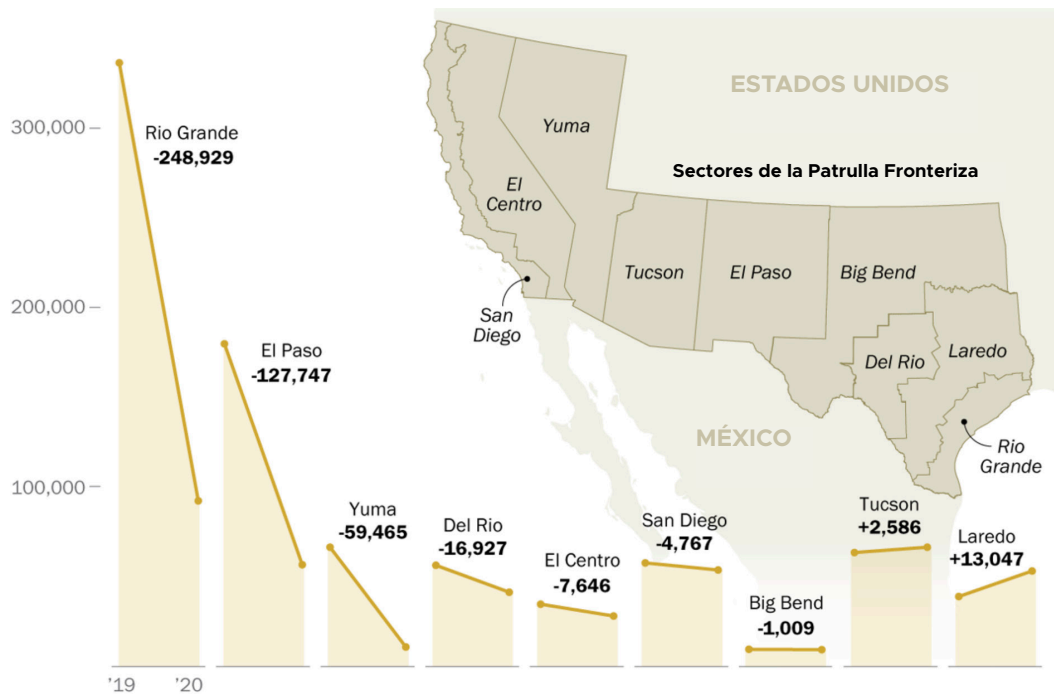 300,000
200,000
100,000
'19
'20
Rio Grande
-248,929
El Paso
-127,747
Yuma
-59,465
Del Rio
-16,927
El Centro
-7,646
San Diego
-4,767
Big Bend
-1,009
Tucson
+2,586
Laredo
+13,047
ESTADOS UNIDOS
Sectores de la Patrulla Fronteriza
Yuma
El
Centro
San
Diego
Tucson
El Paso
Big Bend
Del Rio
Laredo
Rio
Grande
MÉXICO